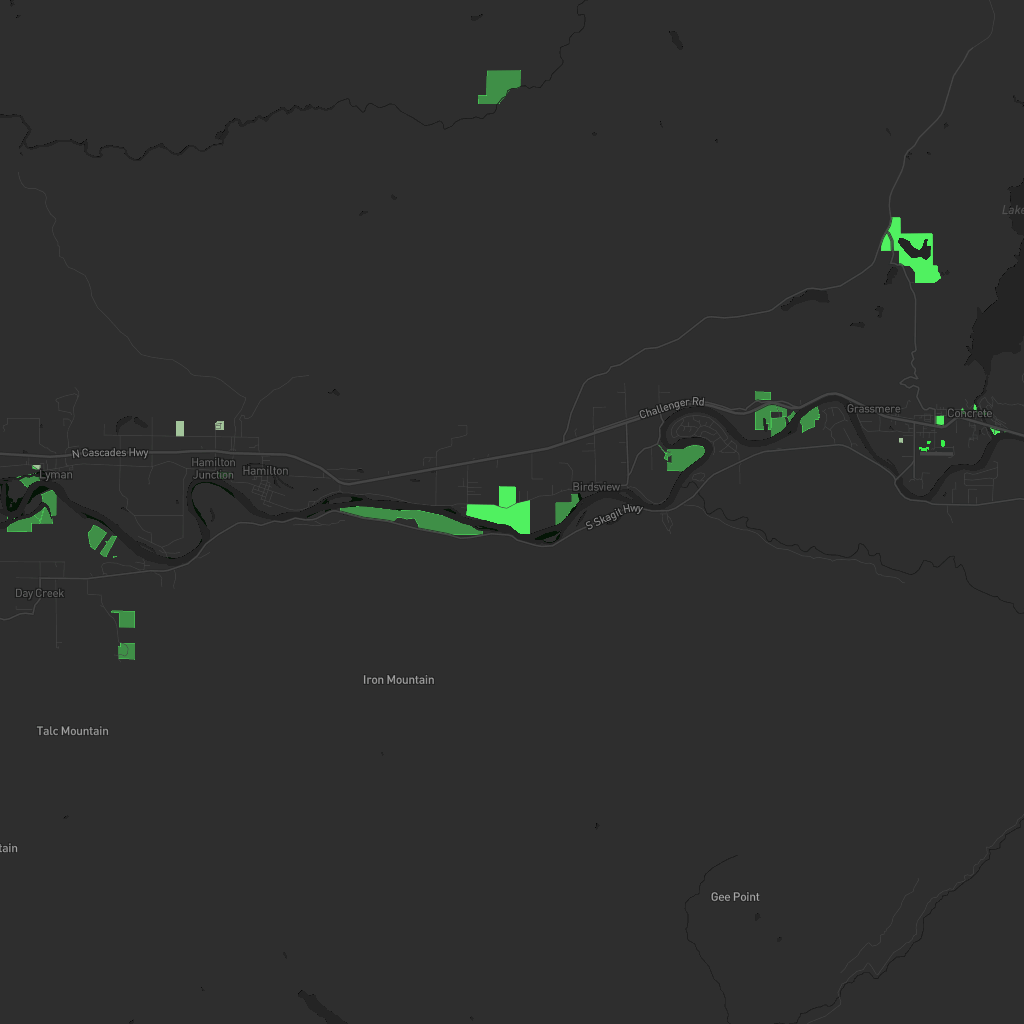 Lake
Challenger Rd
Grassmere
Concrete
N Cascades Hwy
Hamilton
Junction
Hamilton
Lyman
Birdsview
S Skagit Hwy
Day Creek
Iron Mountain
Talc Mountain
tain
Gee Point